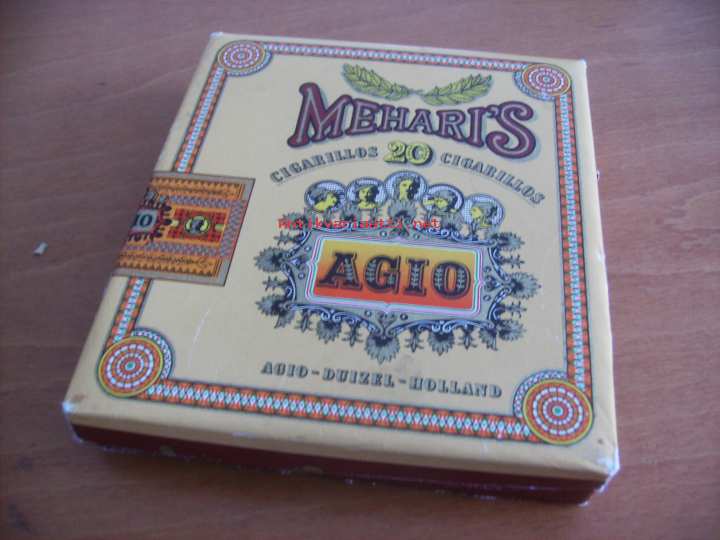 MEHARI'S
CIGARILLOS 20 CIGARILLOS
AGIO
AGIO-DUIZEL-HOLLAND